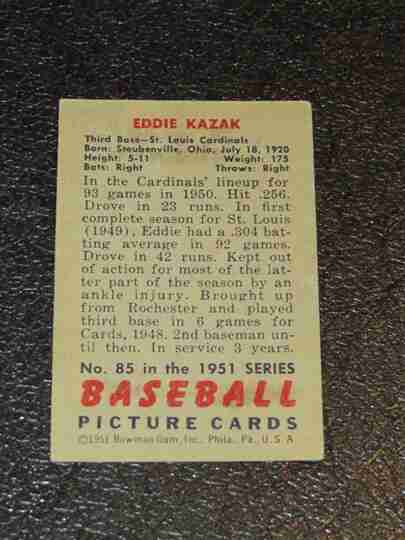 EDDIE KAZAK
Third Base—St. Louis Cardinals
Born: Steubenville, Ohio, July 18, 1920
Height: 5-11 Weight: 175
Bats: Right Throws: Right
In the Cardinals' lineup for
93 games in 1950. Hit .256.
Drove in 23 runs. In first
complete season for St. Louis
(1949), Eddie had a .304 bat-
ting average in 92 games.
Drove in 42 runs. Kept out
of action for most of the lat-
ter part of the season by an
ankle injury. Brought up
from Rochester and played
third base in 6 games for
Cards, 1948. 2nd baseman un-
til then. In service 3 years.
No. 85 in the 1951 SERIES
BASEBALL
PICTURE CARDS
©1951 Bowman Gum, Inc., Phila., Pa., U. S. A